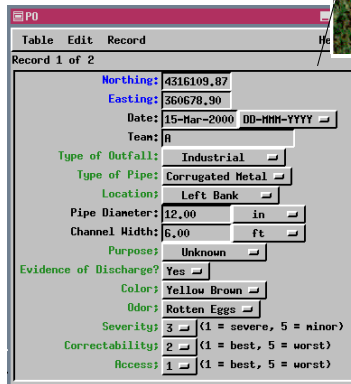 PO
Table Edit Record He
Record 1 of 2
Northing: 4316109.87
Easting: 360678.90
Date: 15-Mar-2000 DD-MMM-YYYY
Team: A
Type of Outfall: Industrial
Type of Pipe: Corrugated Metal
Location: Left Bank
Pipe Diameter: 12.00 in
Channel Width: 6.00 ft
Purpose: Unknown
Evidence of Discharge? Yes
Color: Yellow Brown
Odor: Rotten Eggs
Severity: 3 (1 = severe, 5 = minor)
Correctability: 2 (1 = best, 5 = worst)
Access: 1 (1 = best, 5 = worst)